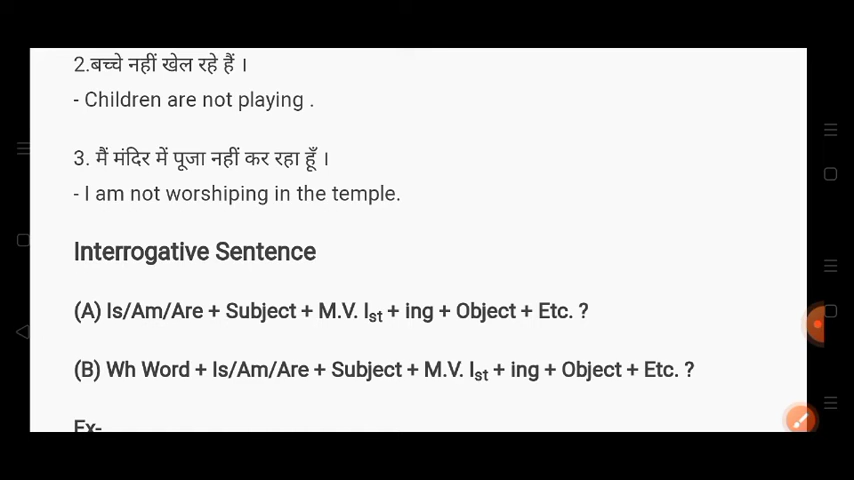 2.बच्चे नहीं खेल रहे हैं ।
- Children are not playing .
3. मैं मंदिर में पूजा नहीं कर रहा हूँ ।
- I am not worshiping in the temple.
Interrogative Sentence
(A) Is/Am/Are + Subject + M.V. Ist + ing + Object + Etc. ?
(B) Wh Word + Is/Am/Are + Subject + M.V. Ist + ing + Object + Etc. ?
Ex-